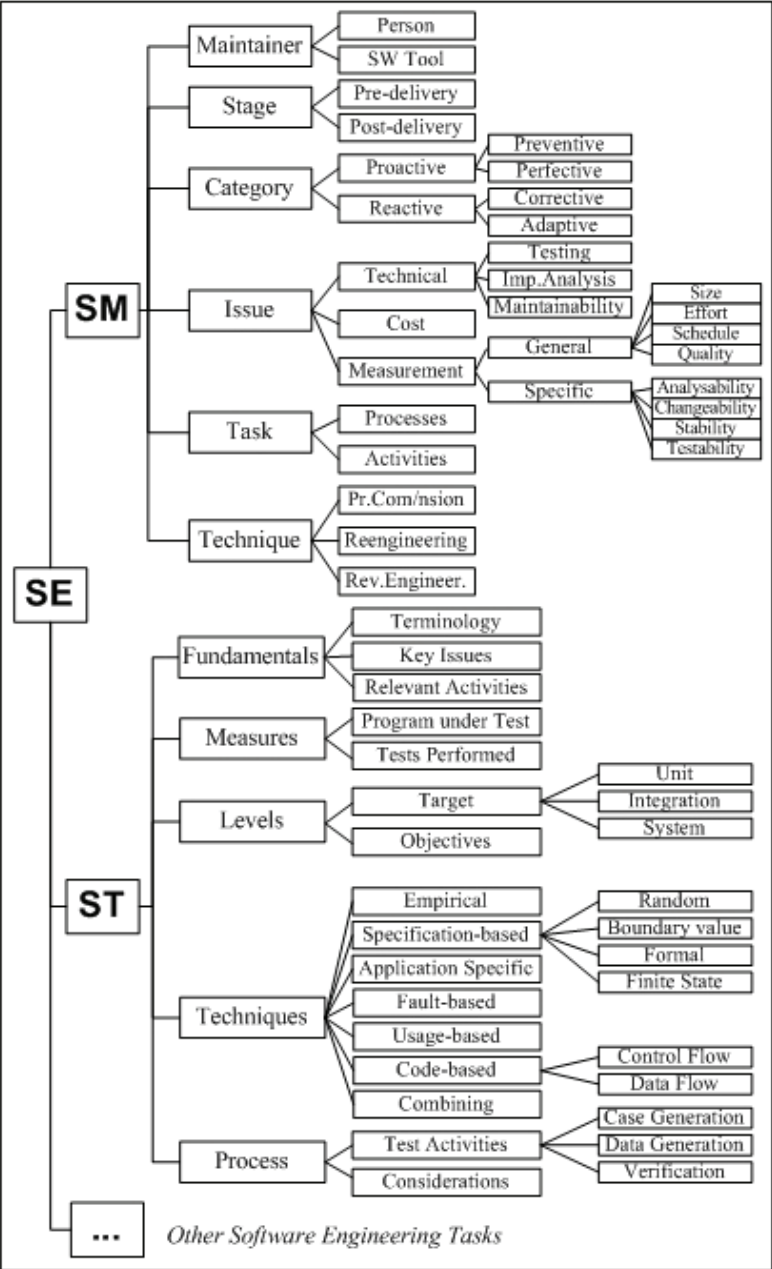 SE
SM
Maintainer
Person
SW Tool
Stage
Pre-delivery
Post-delivery
Category
Proactive
Preventive
Perfective
Reactive
Corrective
Adaptive
Issue
Technical
Testing
Imp.Analysis
Maintainability
Cost
Measurement
General
Size
Effort
Schedule
Quality
Specific
Analysability
Changeability
Stability
Testability
Task
Processes
Activities
Technique
Pr.Com/nsion
Reengineering
Rev.Engineer.
ST
Fundamentals
Terminology
Key Issues
Relevant Activities
Measures
Program under Test
Tests Performed
Levels
Target
Unit
Integration
System
Objectives
Techniques
Empirical
Specification-based
Random
Boundary value
Formal
Finite State
Application Specific
Fault-based
Usage-based
Code-based
Control Flow
Data Flow
Combining
Process
Test Activities
Case Generation
Data Generation
Verification
Considerations
...
Other Software Engineering Tasks